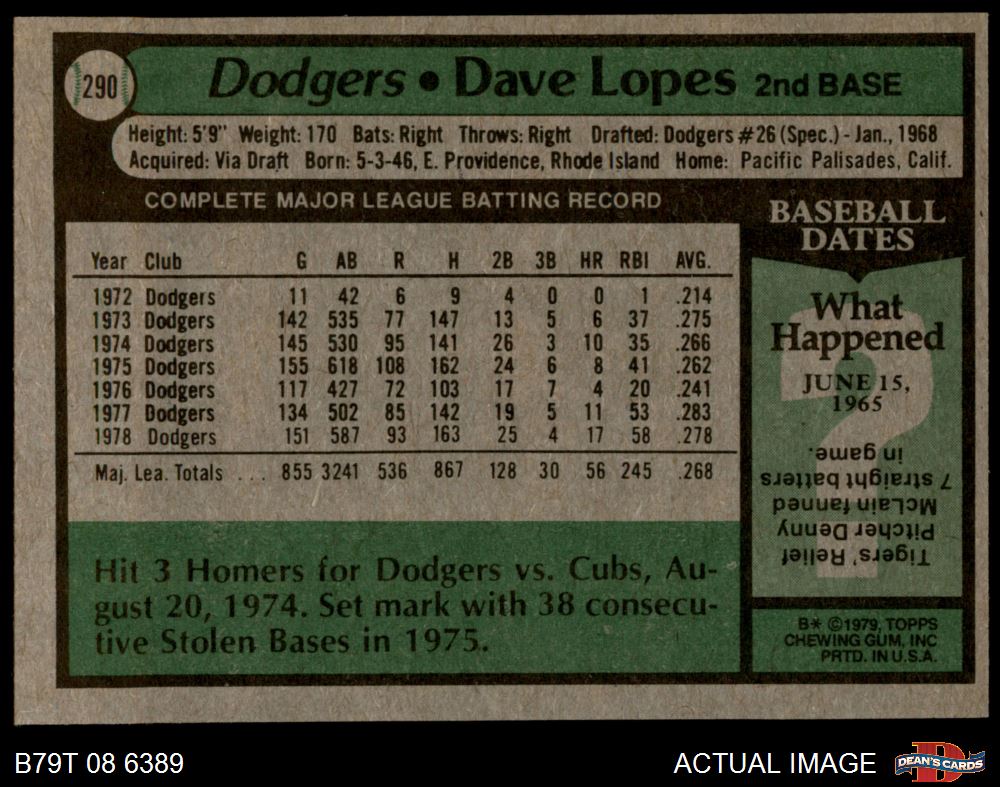 290
Dodgers • Dave Lopes 2nd BASE
Height: 5'9" Weight: 170 Bats: Right Throws: Right Drafted: Dodgers #26 (Spec.) - Jan., 1968
Acquired: Via Draft Born: 5-3-46, E. Providence, Rhode Island Home: Pacific Palisades, Calif.
COMPLETE MAJOR LEAGUE BATTING RECORD
Year Club G AB R H 2B 3B HR RBI AVG.
1972 Dodgers 11 42 6 9 4 0 0 1 .214
1973 Dodgers 142 535 77 147 13 5 6 37 .275
1974 Dodgers 145 530 95 141 26 3 10 35 .266
1975 Dodgers 155 618 108 162 24 6 8 41 .262
1976 Dodgers 117 427 72 103 17 7 4 20 .241
1977 Dodgers 134 502 85 142 19 5 11 53 .283
1978 Dodgers 151 587 93 163 25 4 17 58 .278
Maj. Lea. Totals ... 855 3241 536 867 128 30 56 245 .268
Hit 3 Homers for Dodgers vs. Cubs, Au-
gust 20, 1974. Set mark with 38 consecu-
tive Stolen Bases in 1975.
BASEBALL
DATES
What
Happened
JUNE 15,
1965
?
Tigers' Relief
Pitcher Denny
McLain fanned
7 straight batters
in game.
B* ©1979, TOPPS
CHEWING GUM, INC
PRTD. IN U.S.A.
B79T 08 6389
ACTUAL IMAGE
D
DEAN'S CARDS